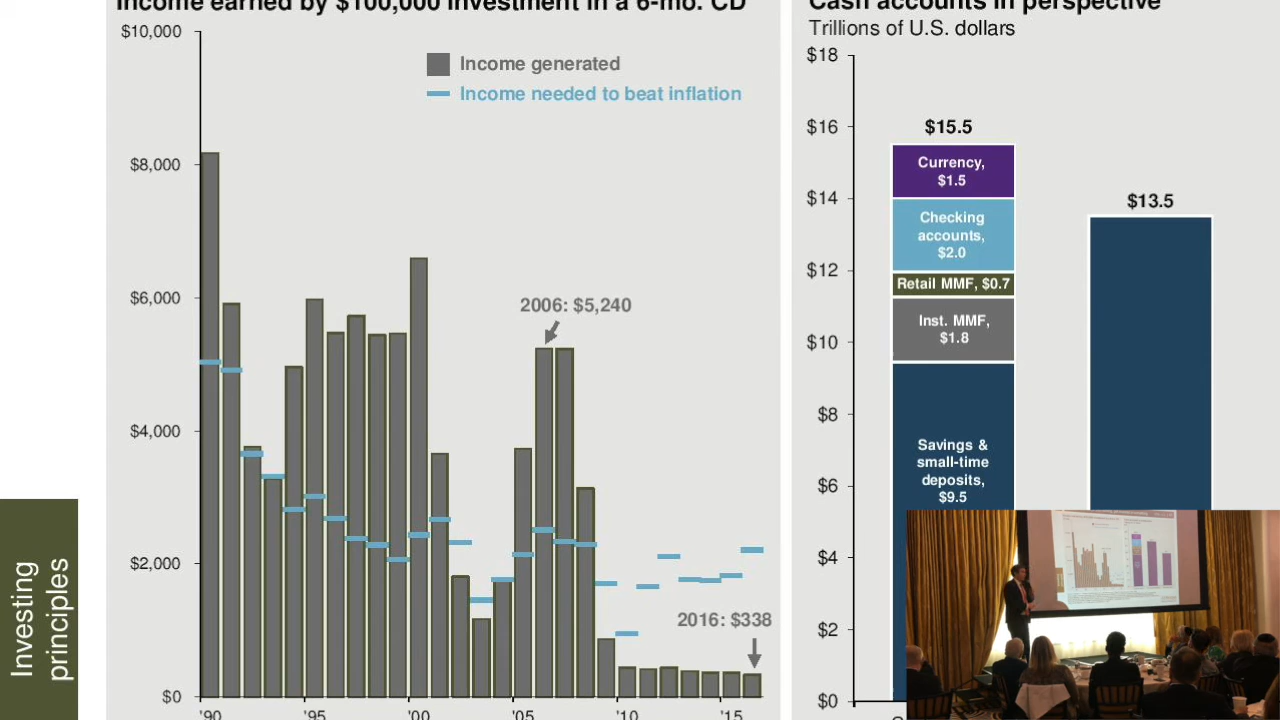 Income earned by $100,000 investment in a 6-mo. CD
$10,000
Income generated
Income needed to beat inflation
$8,000
$6,000
2006: $5,240
$4,000
$2,000
2016: $338
$0
'90
'95
'00
'05
'10
'15
Cash accounts in perspective
Trillions of U.S. dollars
$18
$16
$14
$12
$10
$8
$6
$4
$2
$0
$15.5
Currency,
$1.5
Checking
accounts,
$2.0
Retail MMF, $0.7
Inst. MMF,
$1.8
Savings &
small-time
deposits,
$9.5
$13.5
Investing
principles